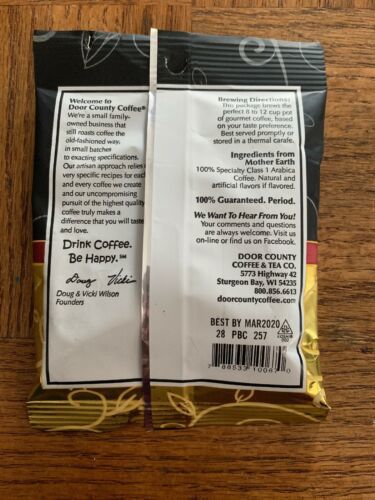 Welcome to
Door County Coffee®
We're a small family-
owned business that
still roasts coffee the
old-fashioned way,
in small batches
to exacting specifications.
Our artisan approach relies
very specific recipes for each
and every coffee we create
and our uncompromising
pursuit of the highest quality
coffee truly makes a
difference that you will taste
and love.
Drink Coffee.
Be Happy.℠
Doug Vicki
Doug & Vicki Wilson
Founders
Brewing Directions:
One package brews the
perfect 8 to 12 cup pot
of gourmet coffee, based
on your taste preference.
Best served promptly or
stored in a thermal carafe.
Ingredients from
Mother Earth
100% Specialty Class 1 Arabica
Coffee. Natural and
artificial flavors if flavored.
100% Guaranteed. Period.
We Want To Hear From You!
Your comments and questions
are always welcome. Visit us
on-line or find us on Facebook.
DOOR COUNTY
COFFEE & TEA CO.
5773 Highway 42
Sturgeon Bay, WI 54235
800.856.6613
doorcountycoffee.com
BEST BY MAR2020
28 PBC 257